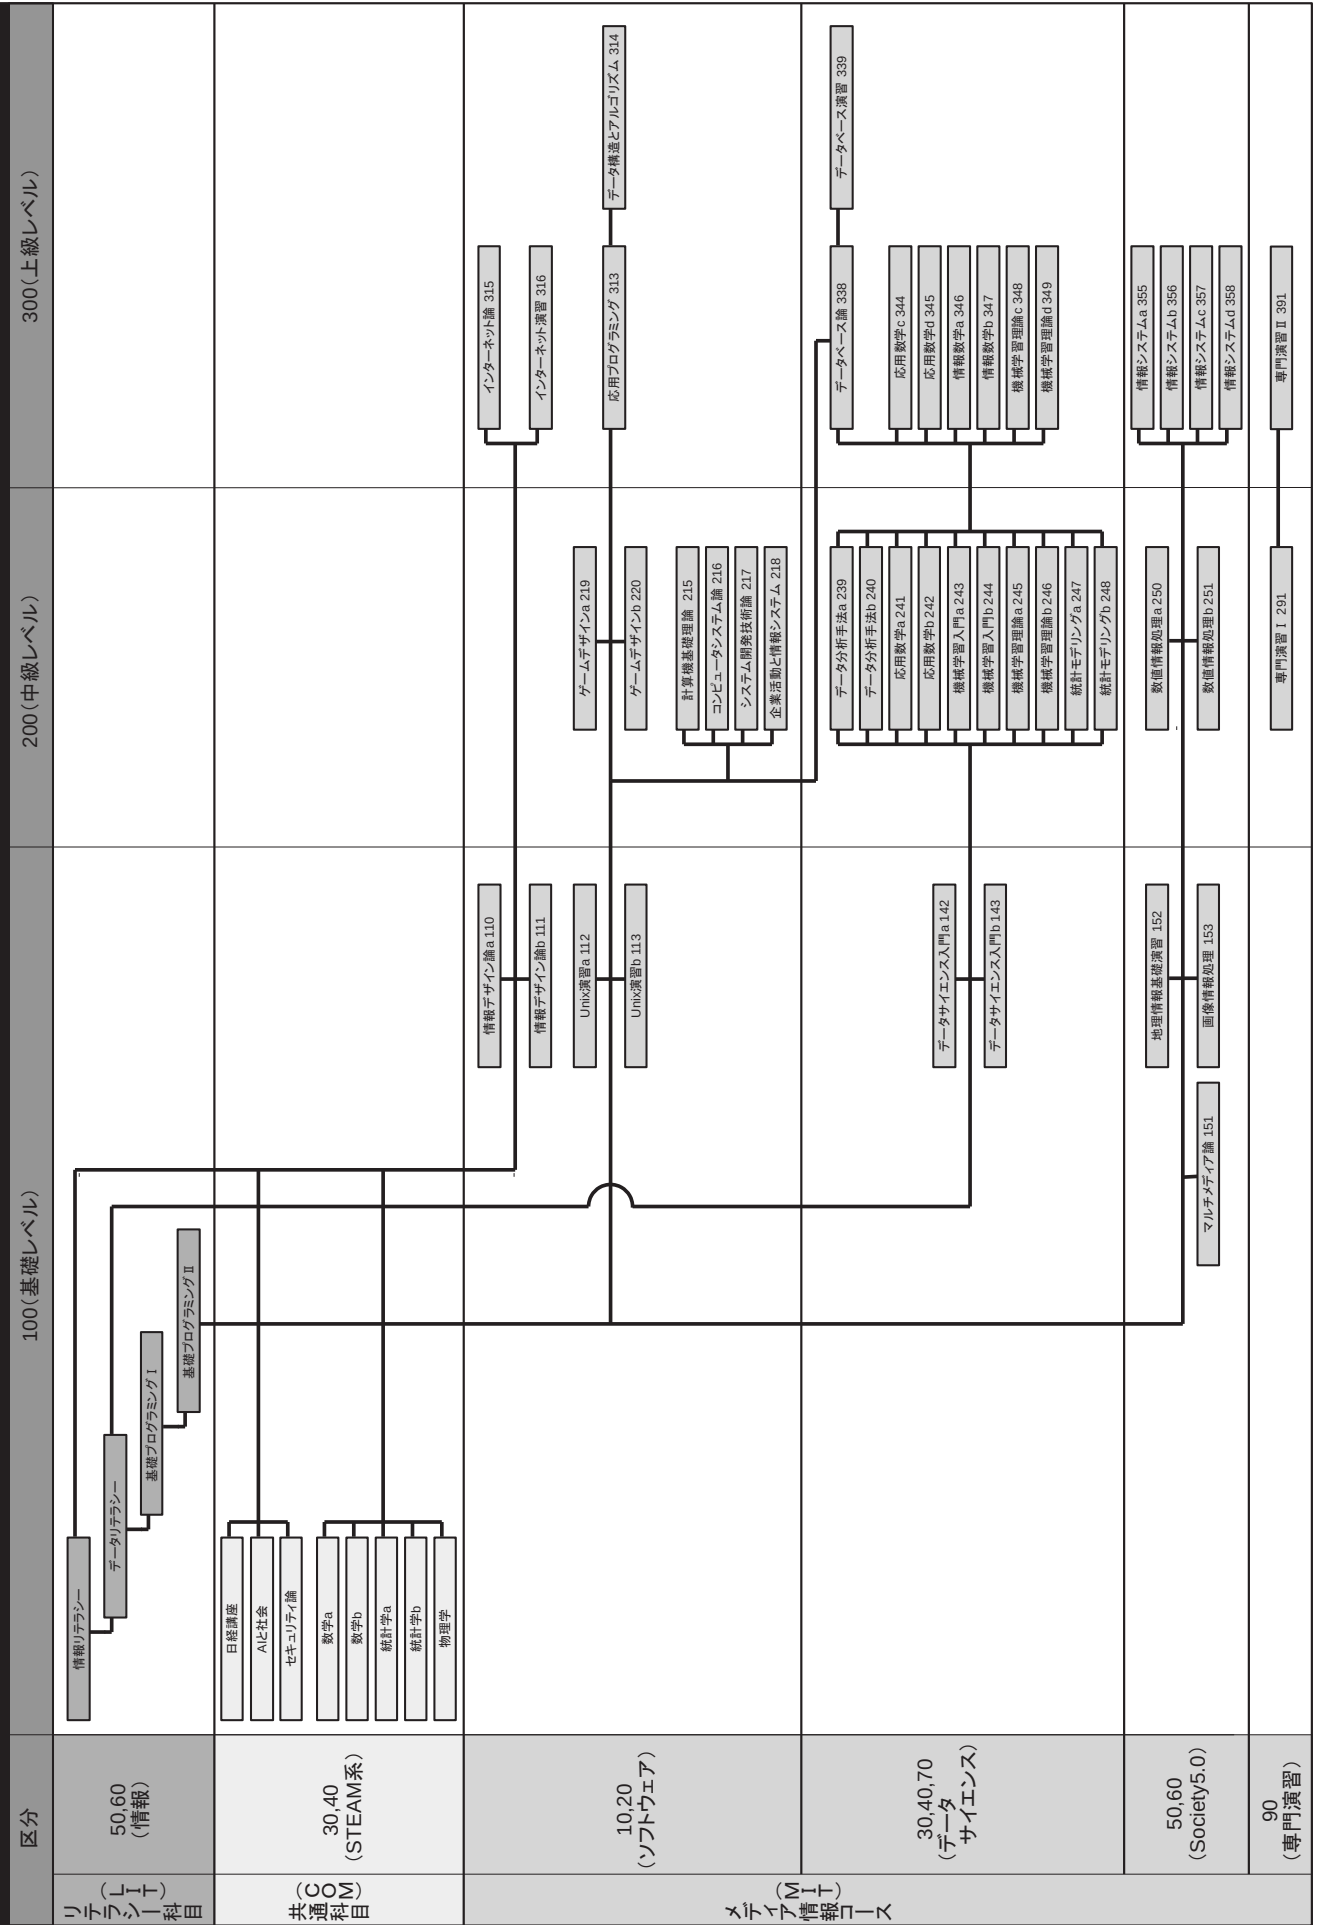 区分
100(基礎レベル)
200(中級レベル)
300(上級レベル)
リテラシー科目
(LIT)
50,60
(情報)
情報リテラシー
データリテラシー
基礎プログラミング Ⅰ
基礎プログラミング Ⅱ
共通科目
(COM)
30,40
(STEAM系)
日経講座
AIと社会
セキュリティ論
数学a
数学b
統計学a
統計学b
物理学
メディア情報コース
(MIT)
10,20
(ソフトウェア)
情報デザイン論a 110
情報デザイン論b 111
Unix演習a 112
Unix演習b 113
ゲームデザインa 219
ゲームデザインb 220
計算機基礎理論 215
コンピュータシステム論 216
システム開発技術論 217
企業活動と情報システム 218
インターネット論 315
インターネット演習 316
応用プログラミング 313
データ構造とアルゴリズム 314
30,40,70
(データ
サイエンス)
データサイエンス入門a 142
データサイエンス入門b 143
データ分析手法a 239
データ分析手法b 240
応用数学a 241
応用数学b 242
機械学習入門a 243
機械学習入門b 244
機械学習理論a 245
機械学習理論b 246
統計モデリングa 247
統計モデリングb 248
データベース論 338
データベース演習 339
応用数学c 344
応用数学d 345
情報数学a 346
情報数学b 347
機械学習理論c 348
機械学習理論d 349
50,60
(Society5.0)
マルチメディア論 151
地理情報基礎演習 152
画像情報処理 153
数値情報処理a 250
数値情報処理b 251
情報システムa 355
情報システムb 356
情報システムc 357
情報システムd 358
90
(専門演習)
専門演習Ⅰ 291
専門演習Ⅱ 391